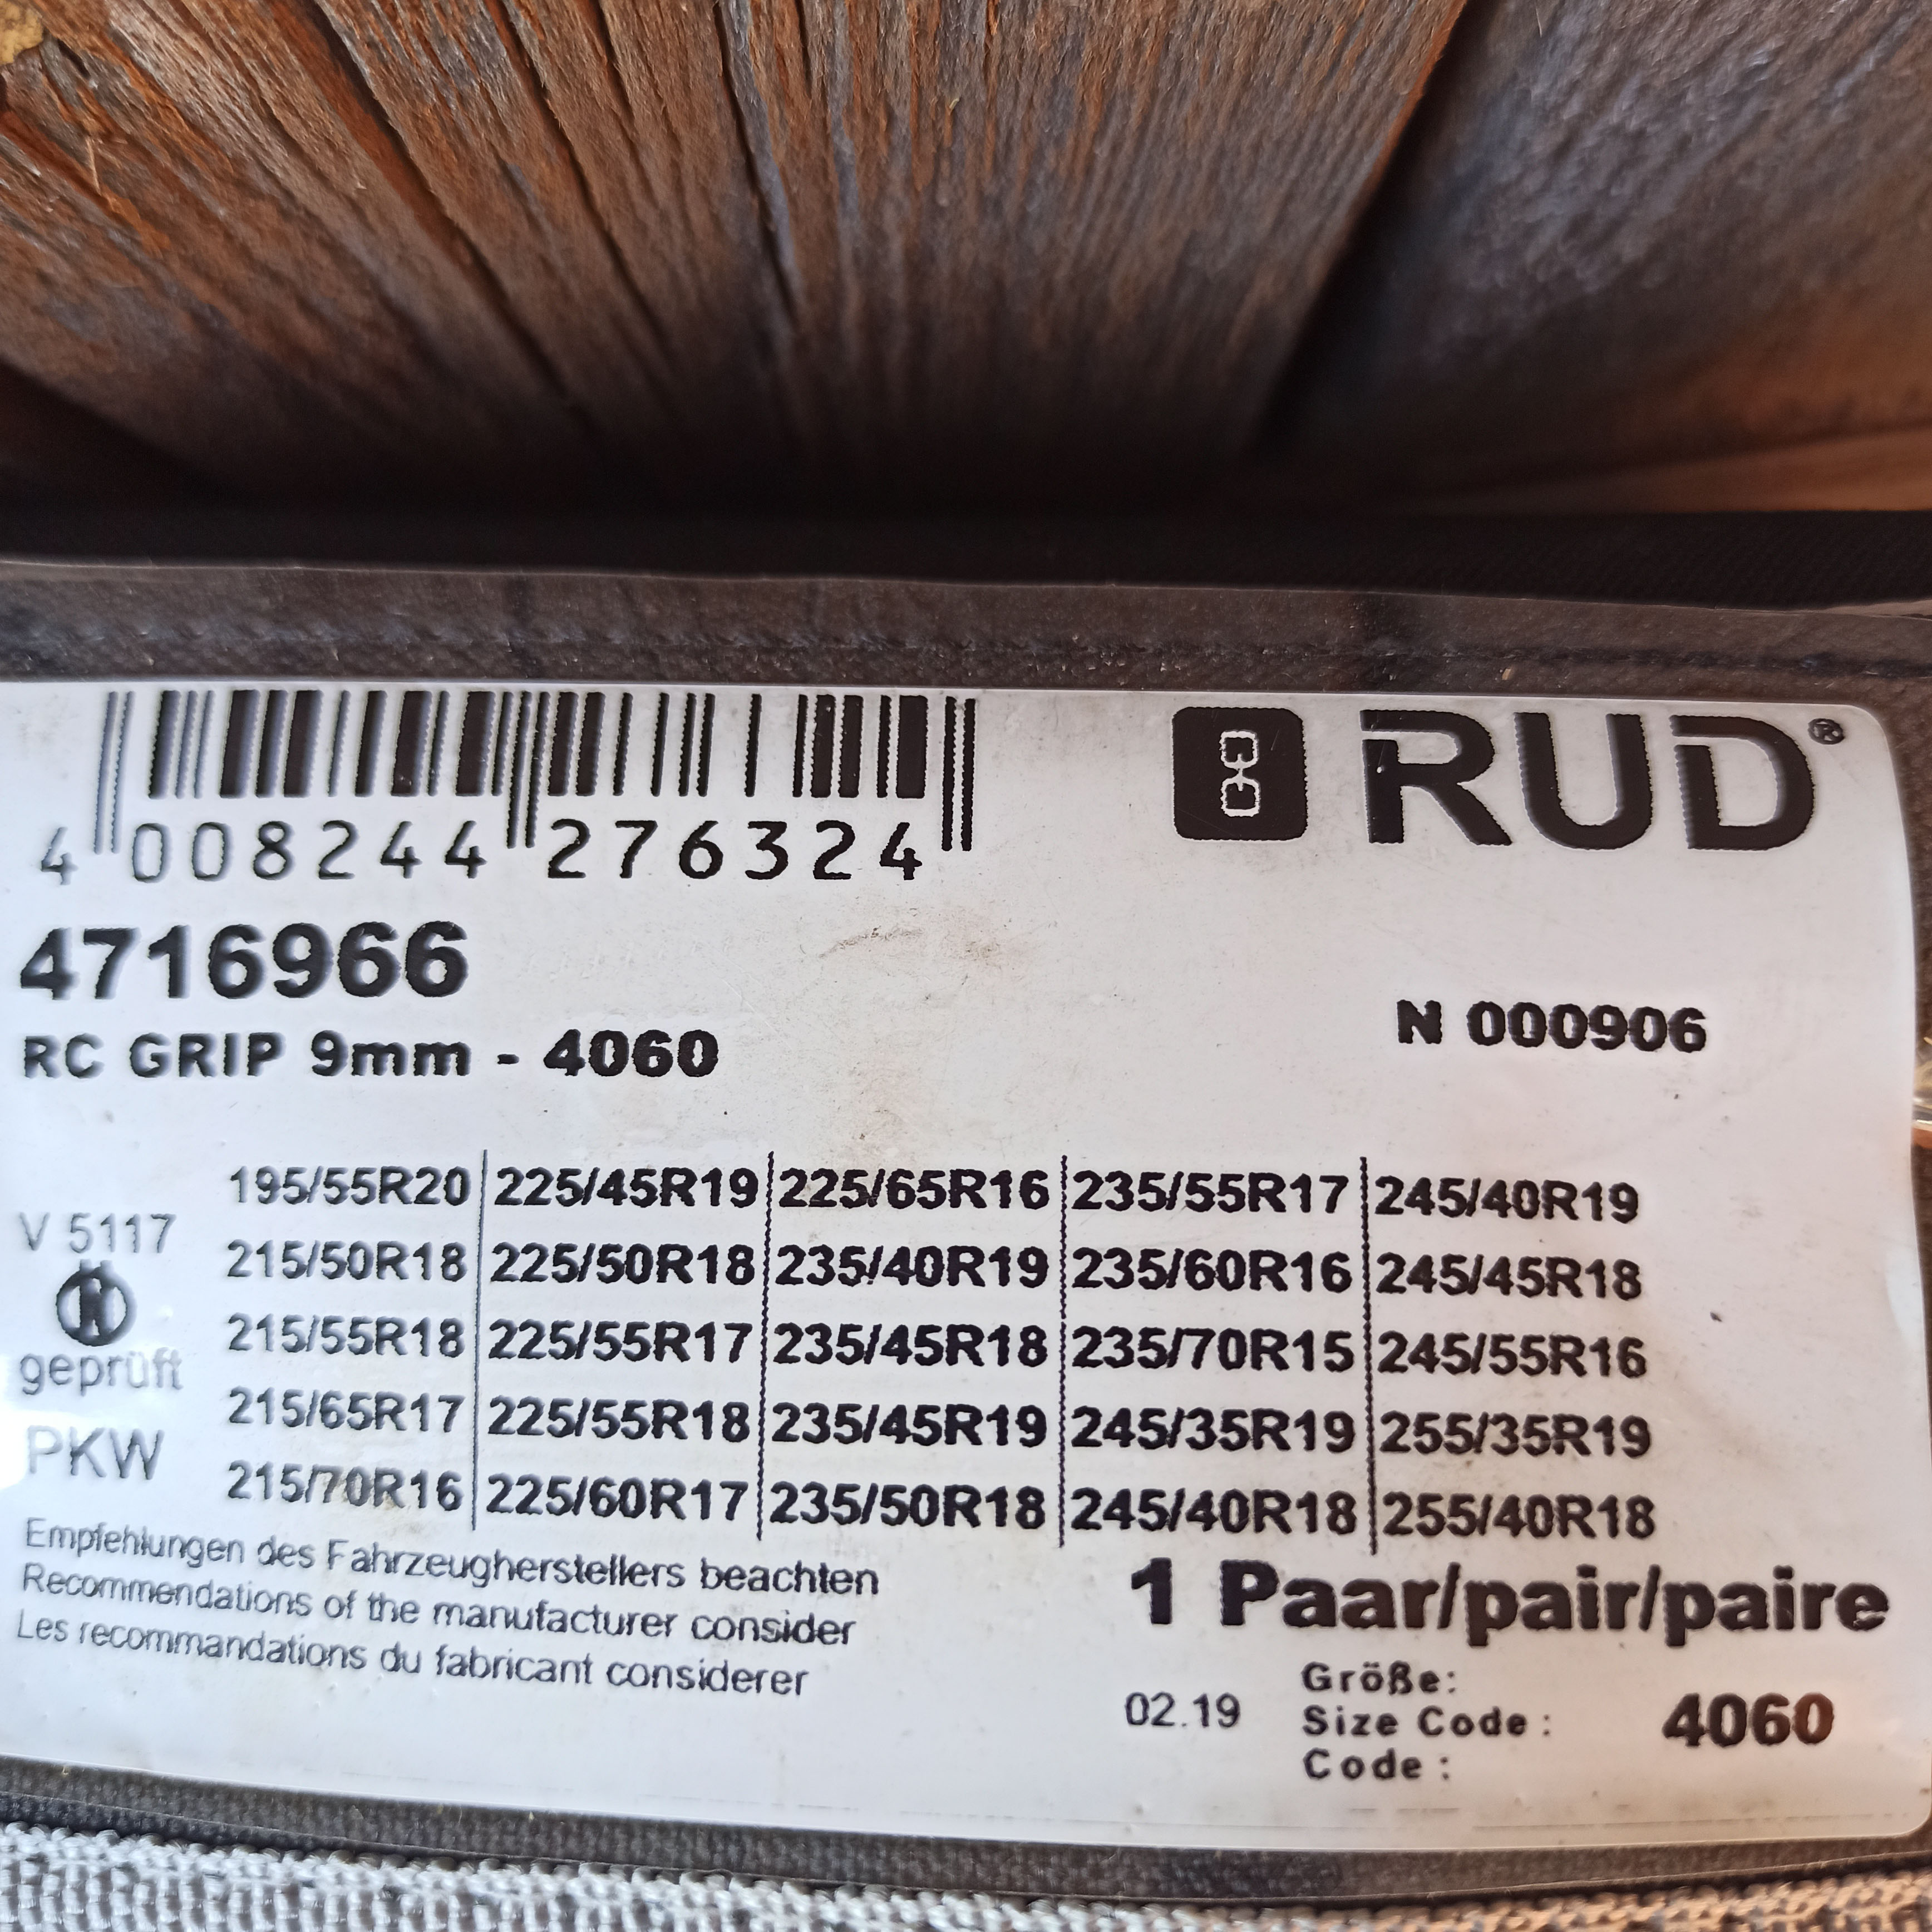 4 008244 276324
RUD®
4716966
RC GRIP 9mm - 4060
N 000906
195/55R20 225/45R19 225/65R16 235/55R17 245/40R19
V 5117
215/50R18 225/50R18 235/40R19 235/60R16 245/45R18
215/55R18 225/55R17 235/45R18 235/70R15 245/55R16
geprüft
215/65R17 225/55R18 235/45R19 245/35R19 255/35R19
PKW
215/70R16 225/60R17 235/50R18 245/40R18 255/40R18
Empfehlungen des Fahrzeugherstellers beachten
Recommendations of the manufacturer consider
Les recommandations du fabricant considerer
1 Paar/pair/paire
02.19
Größe:
Size Code : 4060
Code :